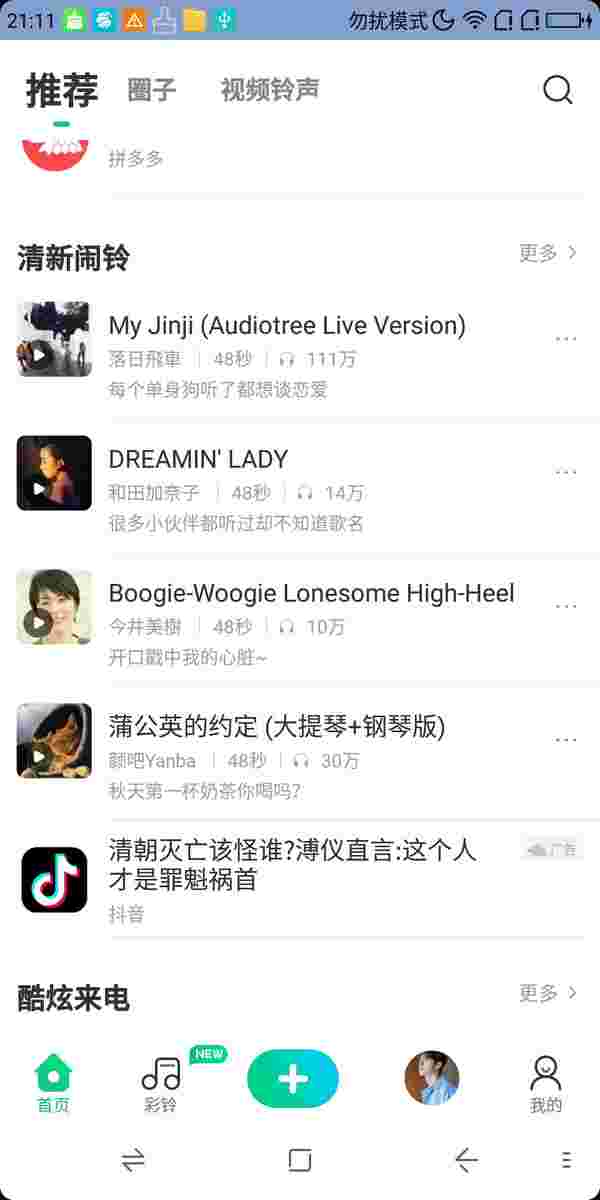 21:11
勿扰模式
推荐
圈子
视频铃声
拼多多
清新闹铃
更多
My Jinji (Audiotree Live Version)
落日飛車 48秒 111万
每个单身狗听了都想谈恋爱
DREAMIN' LADY
和田加奈子 48秒 14万
很多小伙伴都听过却不知道歌名
Boogie-Woogie Lonesome High-Heel
今井美樹 48秒 10万
开口戳中我的心脏~
蒲公英的约定 (大提琴+钢琴版)
颜吧Yanba 48秒 30万
秋天第一杯奶茶你喝吗?
清朝灭亡该怪谁?溥仪直言:这个人
才是罪魁祸首
广告
抖音
酷炫来电
更多
NEW
首页
彩铃
我的